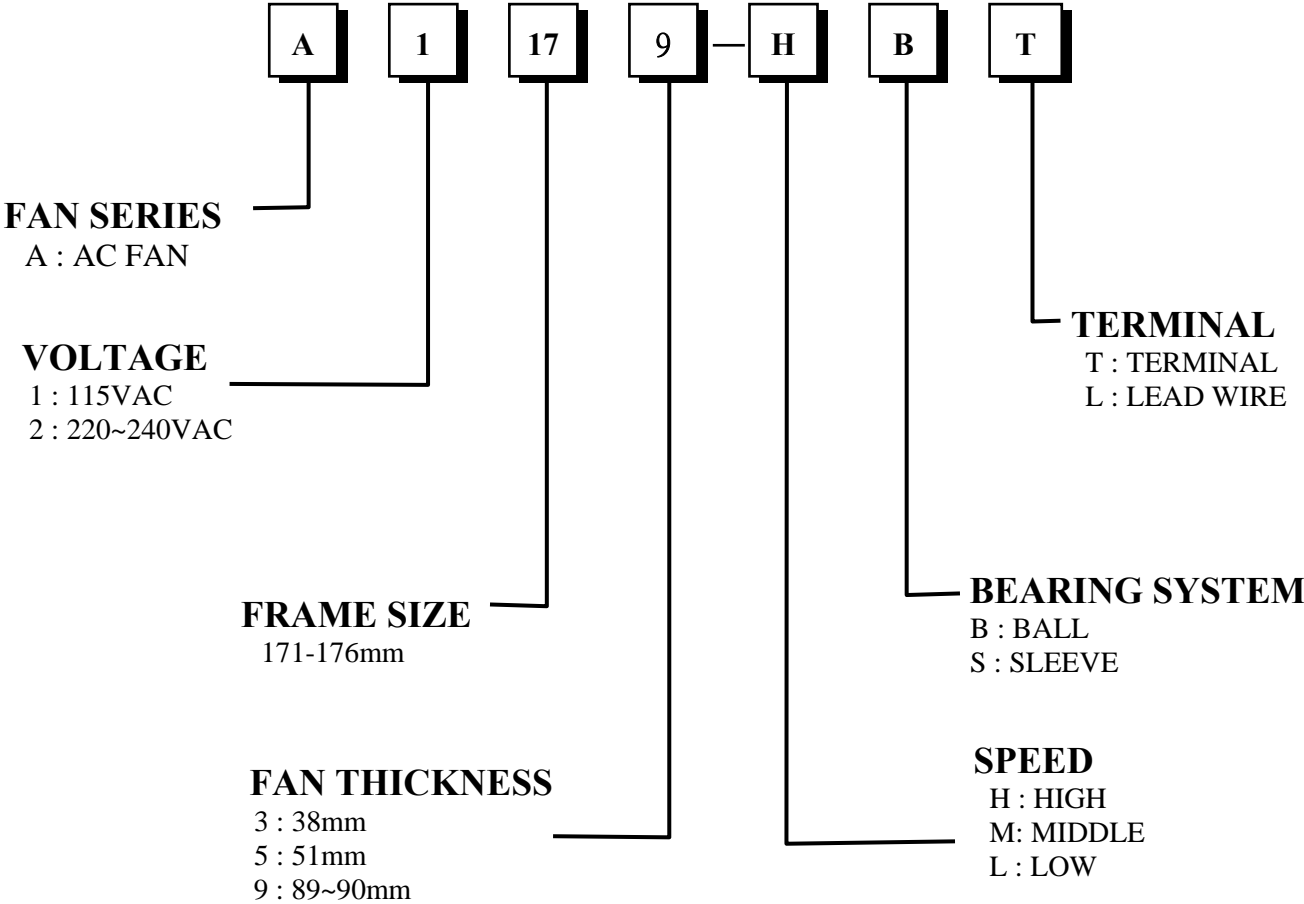 A 1 17 9 — H B T
FAN SERIES
A : AC FAN
VOLTAGE
1 : 115VAC
2 : 220~240VAC
TERMINAL
T : TERMINAL
L : LEAD WIRE
FRAME SIZE
171-176mm
BEARING SYSTEM
B : BALL
S : SLEEVE
FAN THICKNESS
3 : 38mm
5 : 51mm
9 : 89~90mm
SPEED
H : HIGH
M: MIDDLE
L : LOW